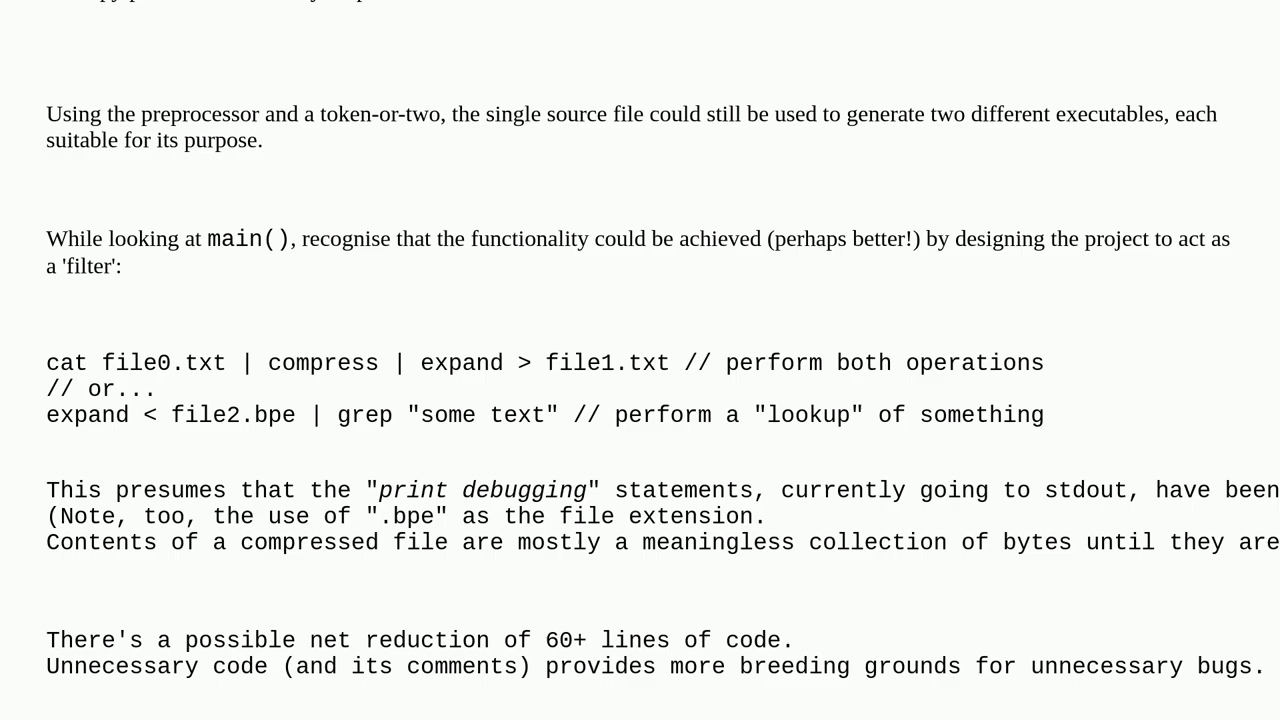 Using the preprocessor and a token-or-two, the single source file could still be used to generate two different executables, each
suitable for its purpose.
While looking at main(), recognise that the functionality could be achieved (perhaps better!) by designing the project to act as
a 'filter':
cat file0.txt | compress | expand > file1.txt // perform both operations
// or...
expand < file2.bpe | grep "some text" // perform a "lookup" of something
This presumes that the "print debugging" statements, currently going to stdout, have been
(Note, too, the use of ".bpe" as the file extension.
Contents of a compressed file are mostly a meaningless collection of bytes until they are
There's a possible net reduction of 60+ lines of code.
Unnecessary code (and its comments) provides more breeding grounds for unnecessary bugs.